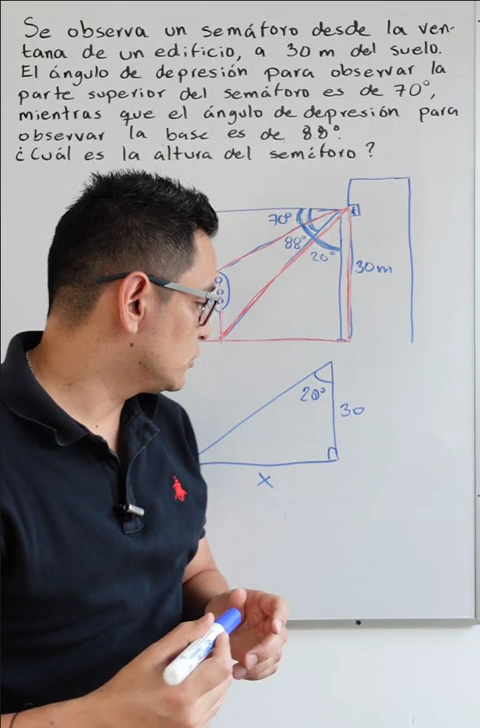 Se observa un semáforo desde la ven-
tana de un edificio, a 30 m del suelo.
El ángulo de depresión para observar la
parte superior del semáforo es de 70°,
mientras que el ángulo de depresión para
observar la base es de 88°.
¿Cuál es la altura del semáforo?
70°
88°
20°
30m
20°
30
x